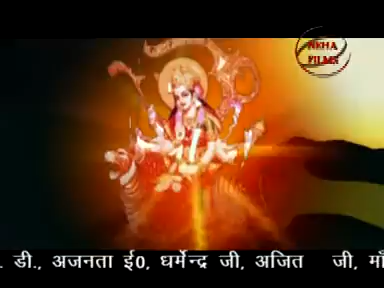 NEHA
FILMS
. डी., अजनता ई0, धर्मेन्द्र जी, अजित जी, माँ